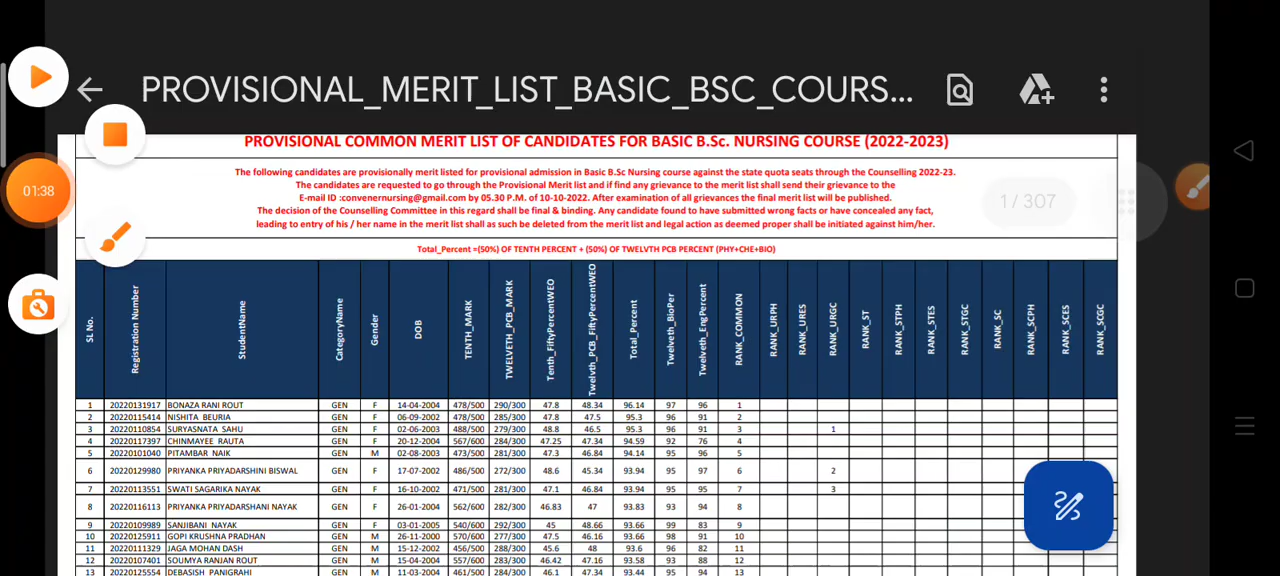 PROVISIONAL_MERIT_LIST_BASIC_BSC_COURS...
01:38
1 / 307
PROVISIONAL COMMON MERIT LIST OF CANDIDATES FOR BASIC B.Sc. NURSING COURSE (2022-2023)
The following candidates are provisionally merit listed for provisional admission in Basic B.Sc Nursing course against the state quota seats through the Counselling 2022-23.
The candidates are requested to go through the Provisional Merit list and if find any grievance to the merit list shall send their grievance to the
E-mail ID :convenernursing@gmail.com by 05.30 P.M. of 10-10-2022. After examination of all grievances the final merit list will be published.
The decision of the Counselling Committee in this regard shall be final & binding. Any candidate found to have submitted wrong facts or have concealed any fact,
leading to entry of his / her name in the merit list shall as such be deleted from the merit list and legal action as deemed proper shall be initiated against him/her.
Total_Percent =(50%) OF TENTH PERCENT + (50%) OF TWELVTH PCB PERCENT (PHY+CHE+BIO)
SL No. Registration Number StudentName CategoryName Gender DOB TENTH_MARK TWELVETH_PCB_MARK Tenth_FiftyPercentWEO Twelvth_PCB_FiftyPercentWEO Total_Percent Twelveth_BioPer Twelveth_EngPercent RANK_COMMON RANK_URPH RANK_URES RANK_URGC RANK_ST RANK_STPH RANK_STES RANK_STGC RANK_SC RANK_SCPH RANK_SCES RANK_SCGC
1 20220131917 BONAZA RANI ROUT GEN F 14-04-2004 478/500 290/300 47.8 48.34 96.14 97 96 1
2 20220115414 NISHITA BEURIA GEN F 06-09-2002 478/500 285/300 47.8 47.5 95.3 96 91 2
3 20220110854 SURYASNATA SAHU GEN F 02-06-2003 488/500 279/300 48.8 46.5 95.3 96 91 3 1
4 20220117397 CHINMAYEE RAUTA GEN F 20-12-2004 567/600 284/300 47.25 47.34 94.59 92 76 4
5 20220101040 PITAMBAR NAIK GEN M 02-08-2003 473/500 281/300 47.3 46.84 94.14 95 96 5
6 20220129980 PRIYANKA PRIYADARSHINI BISWAL GEN F 17-07-2002 486/500 272/300 48.6 45.34 93.94 95 97 6 2
7 20220113551 SWATI SAGARIKA NAYAK GEN F 16-10-2002 471/500 281/300 47.1 46.84 93.94 95 95 7 3
8 20220116113 PRIYANKA PRIYADARSHANI NAYAK GEN F 26-01-2004 562/600 282/300 46.83 47 93.83 93 94 8
9 20220109989 SANJIBANI NAYAK GEN F 03-01-2005 540/600 292/300 45 48.66 93.66 99 83 9
10 20220125911 GOPI KRUSHNA PRADHAN GEN M 26-11-2000 570/600 277/300 47.5 46.16 93.66 98 91 10
11 20220111329 JAGA MOHAN DASH GEN M 15-12-2002 456/500 288/300 45.6 48 93.6 96 82 11
12 20220107401 SOUMYA RANJAN ROUT GEN M 15-04-2004 557/600 283/300 46.42 47.16 93.58 93 88 12
13 20220125554 DEBASISH PANIGRAHI GEN M 11-03-2004 461/500 284/300 46.1 47.34 93.44 95 94 13